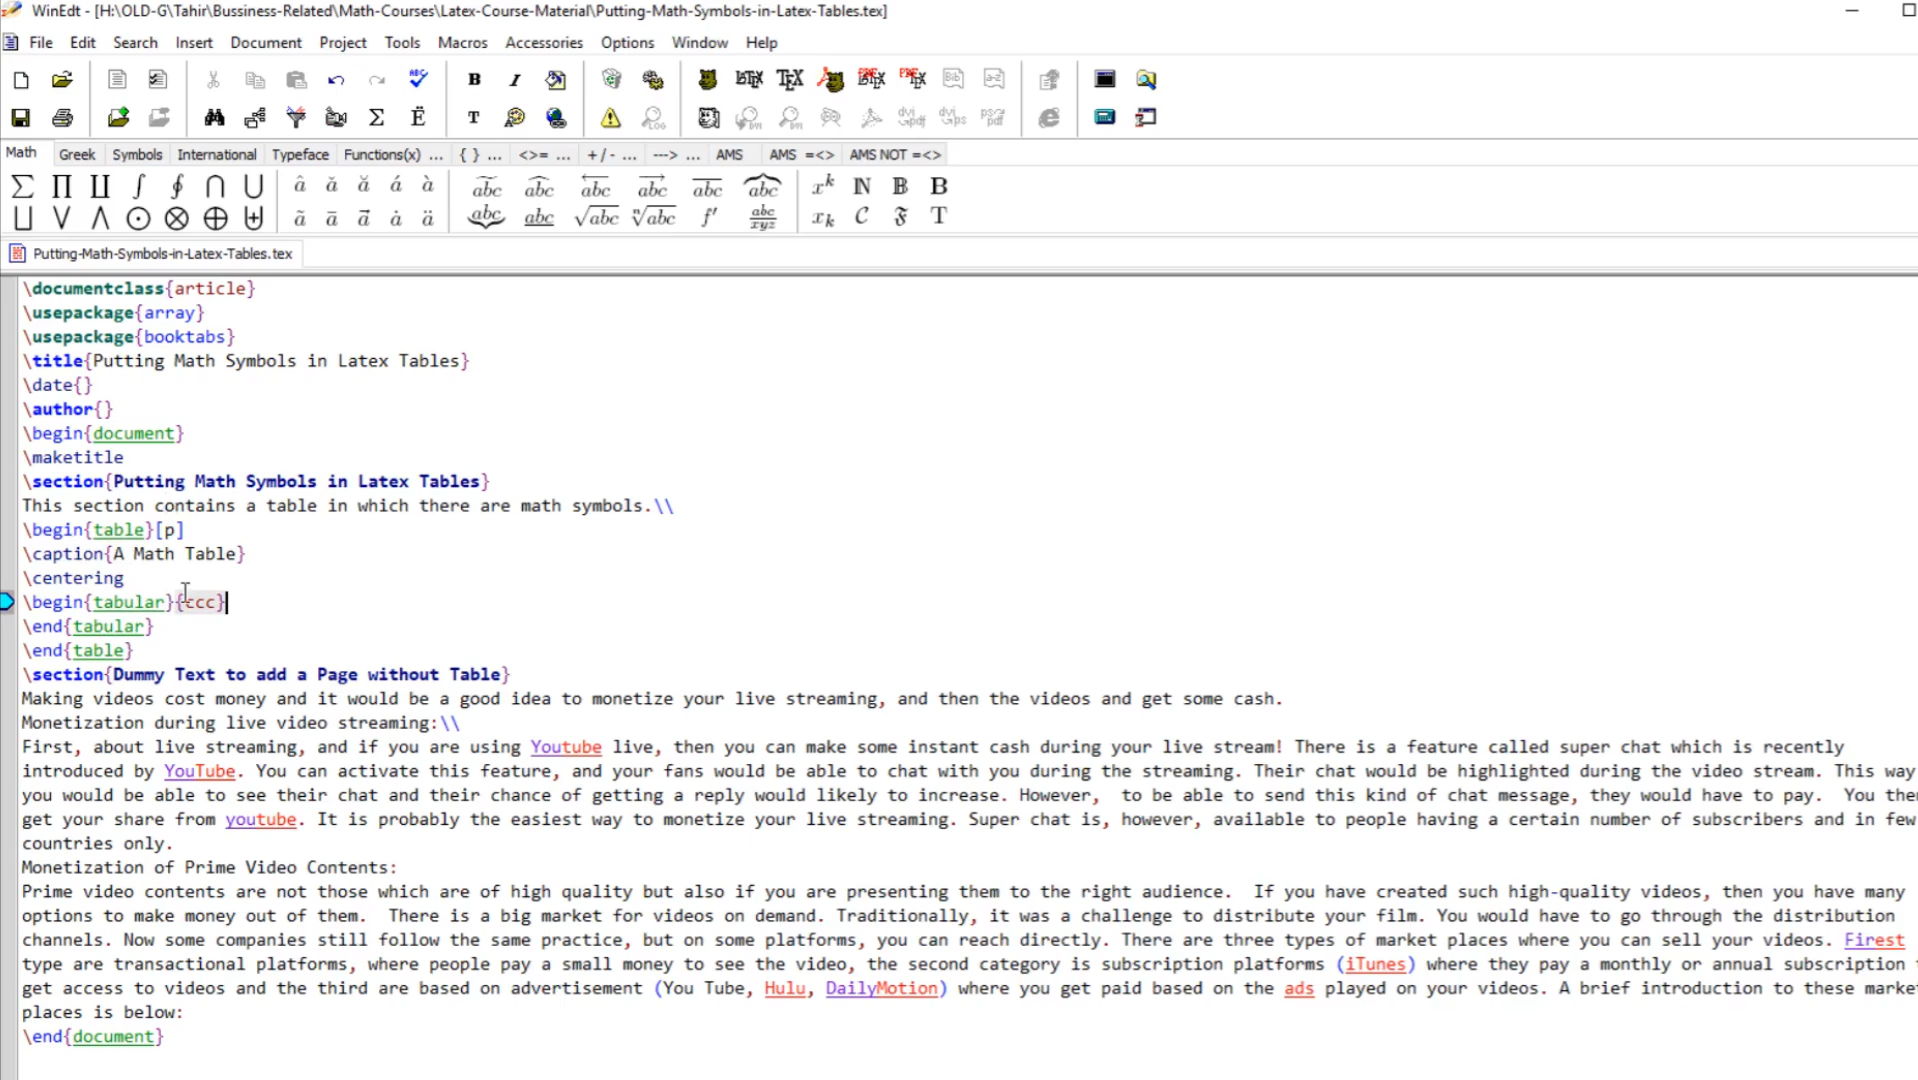 WinEdt - [H:\OLD-G\Tahir\Bussiness-Related\Math-Courses\Latex-Course-Material\Putting-Math-Symbols-in-Latex-Tables.tex]
File Edit Search Insert Document Project Tools Macros Accessories Options Window Help
Math Greek Symbols International Typeface Functions(x) ... { } ... <>= ... +/- ... ---> ... AMS AMS =<> AMS NOT =<>
Putting-Math-Symbols-in-Latex-Tables.tex
\documentclass{article}
\usepackage{array}
\usepackage{booktabs}
\title{Putting Math Symbols in Latex Tables}
\date{}
\author{}
\begin{document}
\maketitle
\section{Putting Math Symbols in Latex Tables}
This section contains a table in which there are math symbols.\\
\begin{table}[p]
\caption{A Math Table}
\centering
\begin{tabular}{ccc}
\end{tabular}
\end{table}
\section{Dummy Text to add a Page without Table}
Making videos cost money and it would be a good idea to monetize your live streaming, and then the videos and get some cash.
Monetization during live video streaming:\\
First, about live streaming, and if you are using Youtube live, then you can make some instant cash during your live stream! There is a feature called super chat which is recently
introduced by YouTube. You can activate this feature, and your fans would be able to chat with you during the streaming. Their chat would be highlighted during the video stream. This way
you would be able to see their chat and their chance of getting a reply would likely to increase. However,  to be able to send this kind of chat message, they would have to pay.  You
get your share from youtube. It is probably the easiest way to monetize your live streaming. Super chat is, however, available to people having a certain number of subscribers and in few
countries only.
Monetization of Prime Video Contents:
Prime video contents are not those which are of high quality but also if you are presenting them to the right audience.  If you have created such high-quality videos, then you have many
options to make money out of them.  There is a big market for videos on demand. Traditionally, it was a challenge to distribute your film. You would have to go through the distribution
channels. Now some companies still follow the same practice, but on some platforms, you can reach directly. There are three types of market places where you can sell your videos. Firest
type are transactional platforms, where people pay a small money to see the video, the second category is subscription platforms (iTunes) where they pay a monthly or annual subscription
get access to videos and the third are based on advertisement (You Tube, Hulu, DailyMotion) where you get paid based on the ads played on your videos. A brief introduction to these market
places is below:
\end{document}